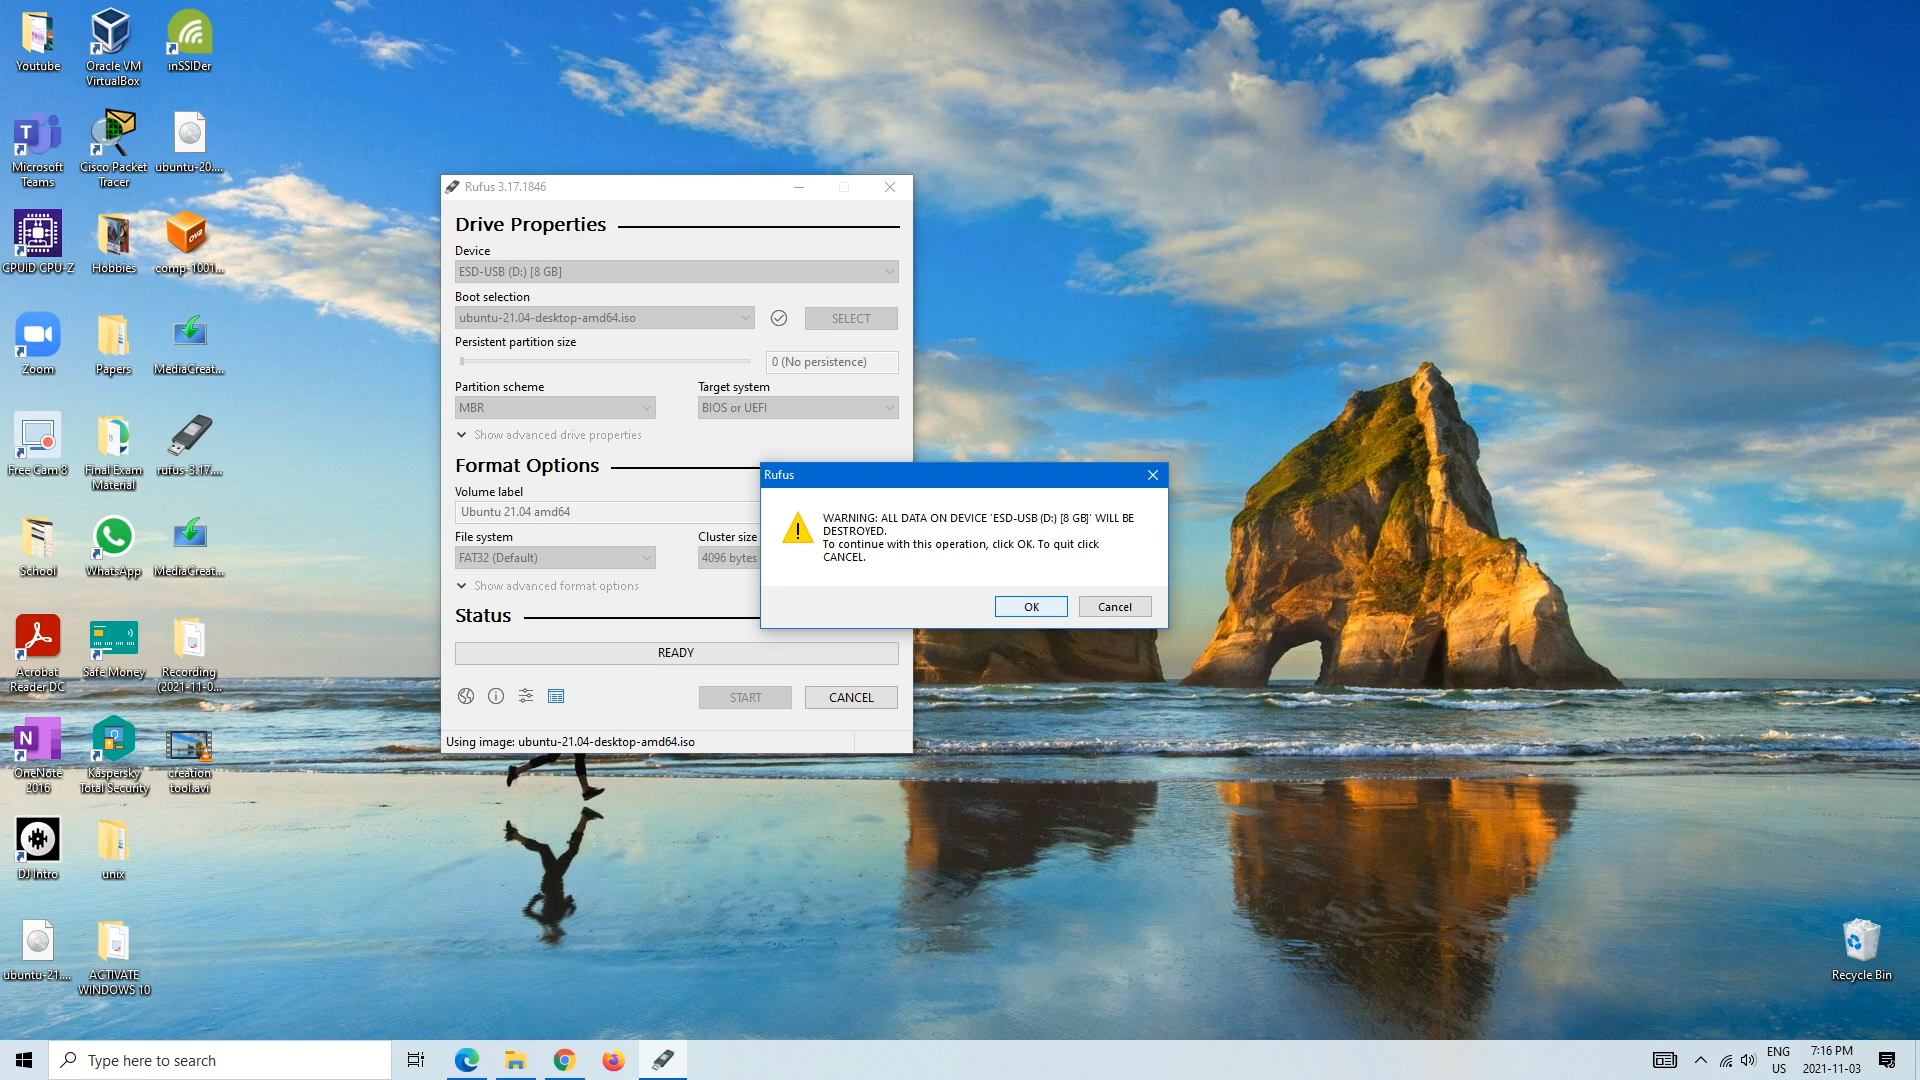 Youtube
Oracle VM
VirtualBox
inSSIDer
Microsoft
Teams
Cisco Packet
Tracer
ubuntu-20....
CPUID CPU-Z
Hobbies
ova
comp-1001...
Zoom
Papers
MediaCreat...
Free Cam 8
Final Exam
Material
rufus-3.17....
School
WhatsApp
MediaCreat...
Acrobat
Reader DC
Safe Money
Recording
(2021-11-0...
OneNote
2016
Kaspersky
Total Security
creation
tool.avi
DJ Intro
unix
ubuntu-21....
ACTIVATE
WINDOWS 10
Rufus 3.17.1846
Drive Properties
Device
ESD-USB (D:) [8 GB]
Boot selection
ubuntu-21.04-desktop-amd64.iso
SELECT
Persistent partition size
0 (No persistence)
Partition scheme
Target system
MBR
BIOS or UEFI
Show advanced drive properties
Format Options
Volume label
Ubuntu 21.04 amd64
File system
Cluster size
FAT32 (Default)
4096 bytes
Show advanced format options
Status
READY
START
CANCEL
Using image: ubuntu-21.04-desktop-amd64.iso
Rufus
WARNING: ALL DATA ON DEVICE 'ESD-USB (D:) [8 GB]' WILL BE
DESTROYED.
To continue with this operation, click OK. To quit click
CANCEL.
OK
Cancel
Recycle Bin
Type here to search
ENG
US
7:16 PM
2021-11-03